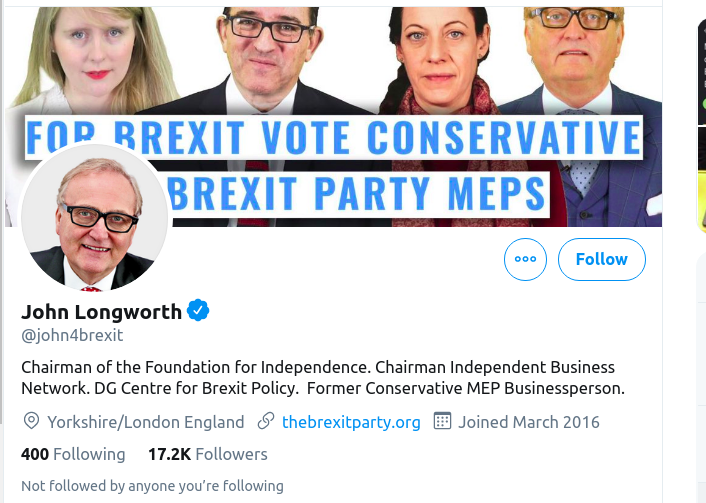 FOR BREXIT VOTE CONSERVATIVE
BREXIT PARTY MEPS
Follow
John Longworth
@john4brexit
Chairman of the Foundation for Independence. Chairman Independent Business
Network. DG Centre for Brexit Policy. Former Conservative MEP Businessperson.
Yorkshire/London England thebrexitparty.org Joined March 2016
400 Following 17.2K Followers
Not followed by anyone you're following